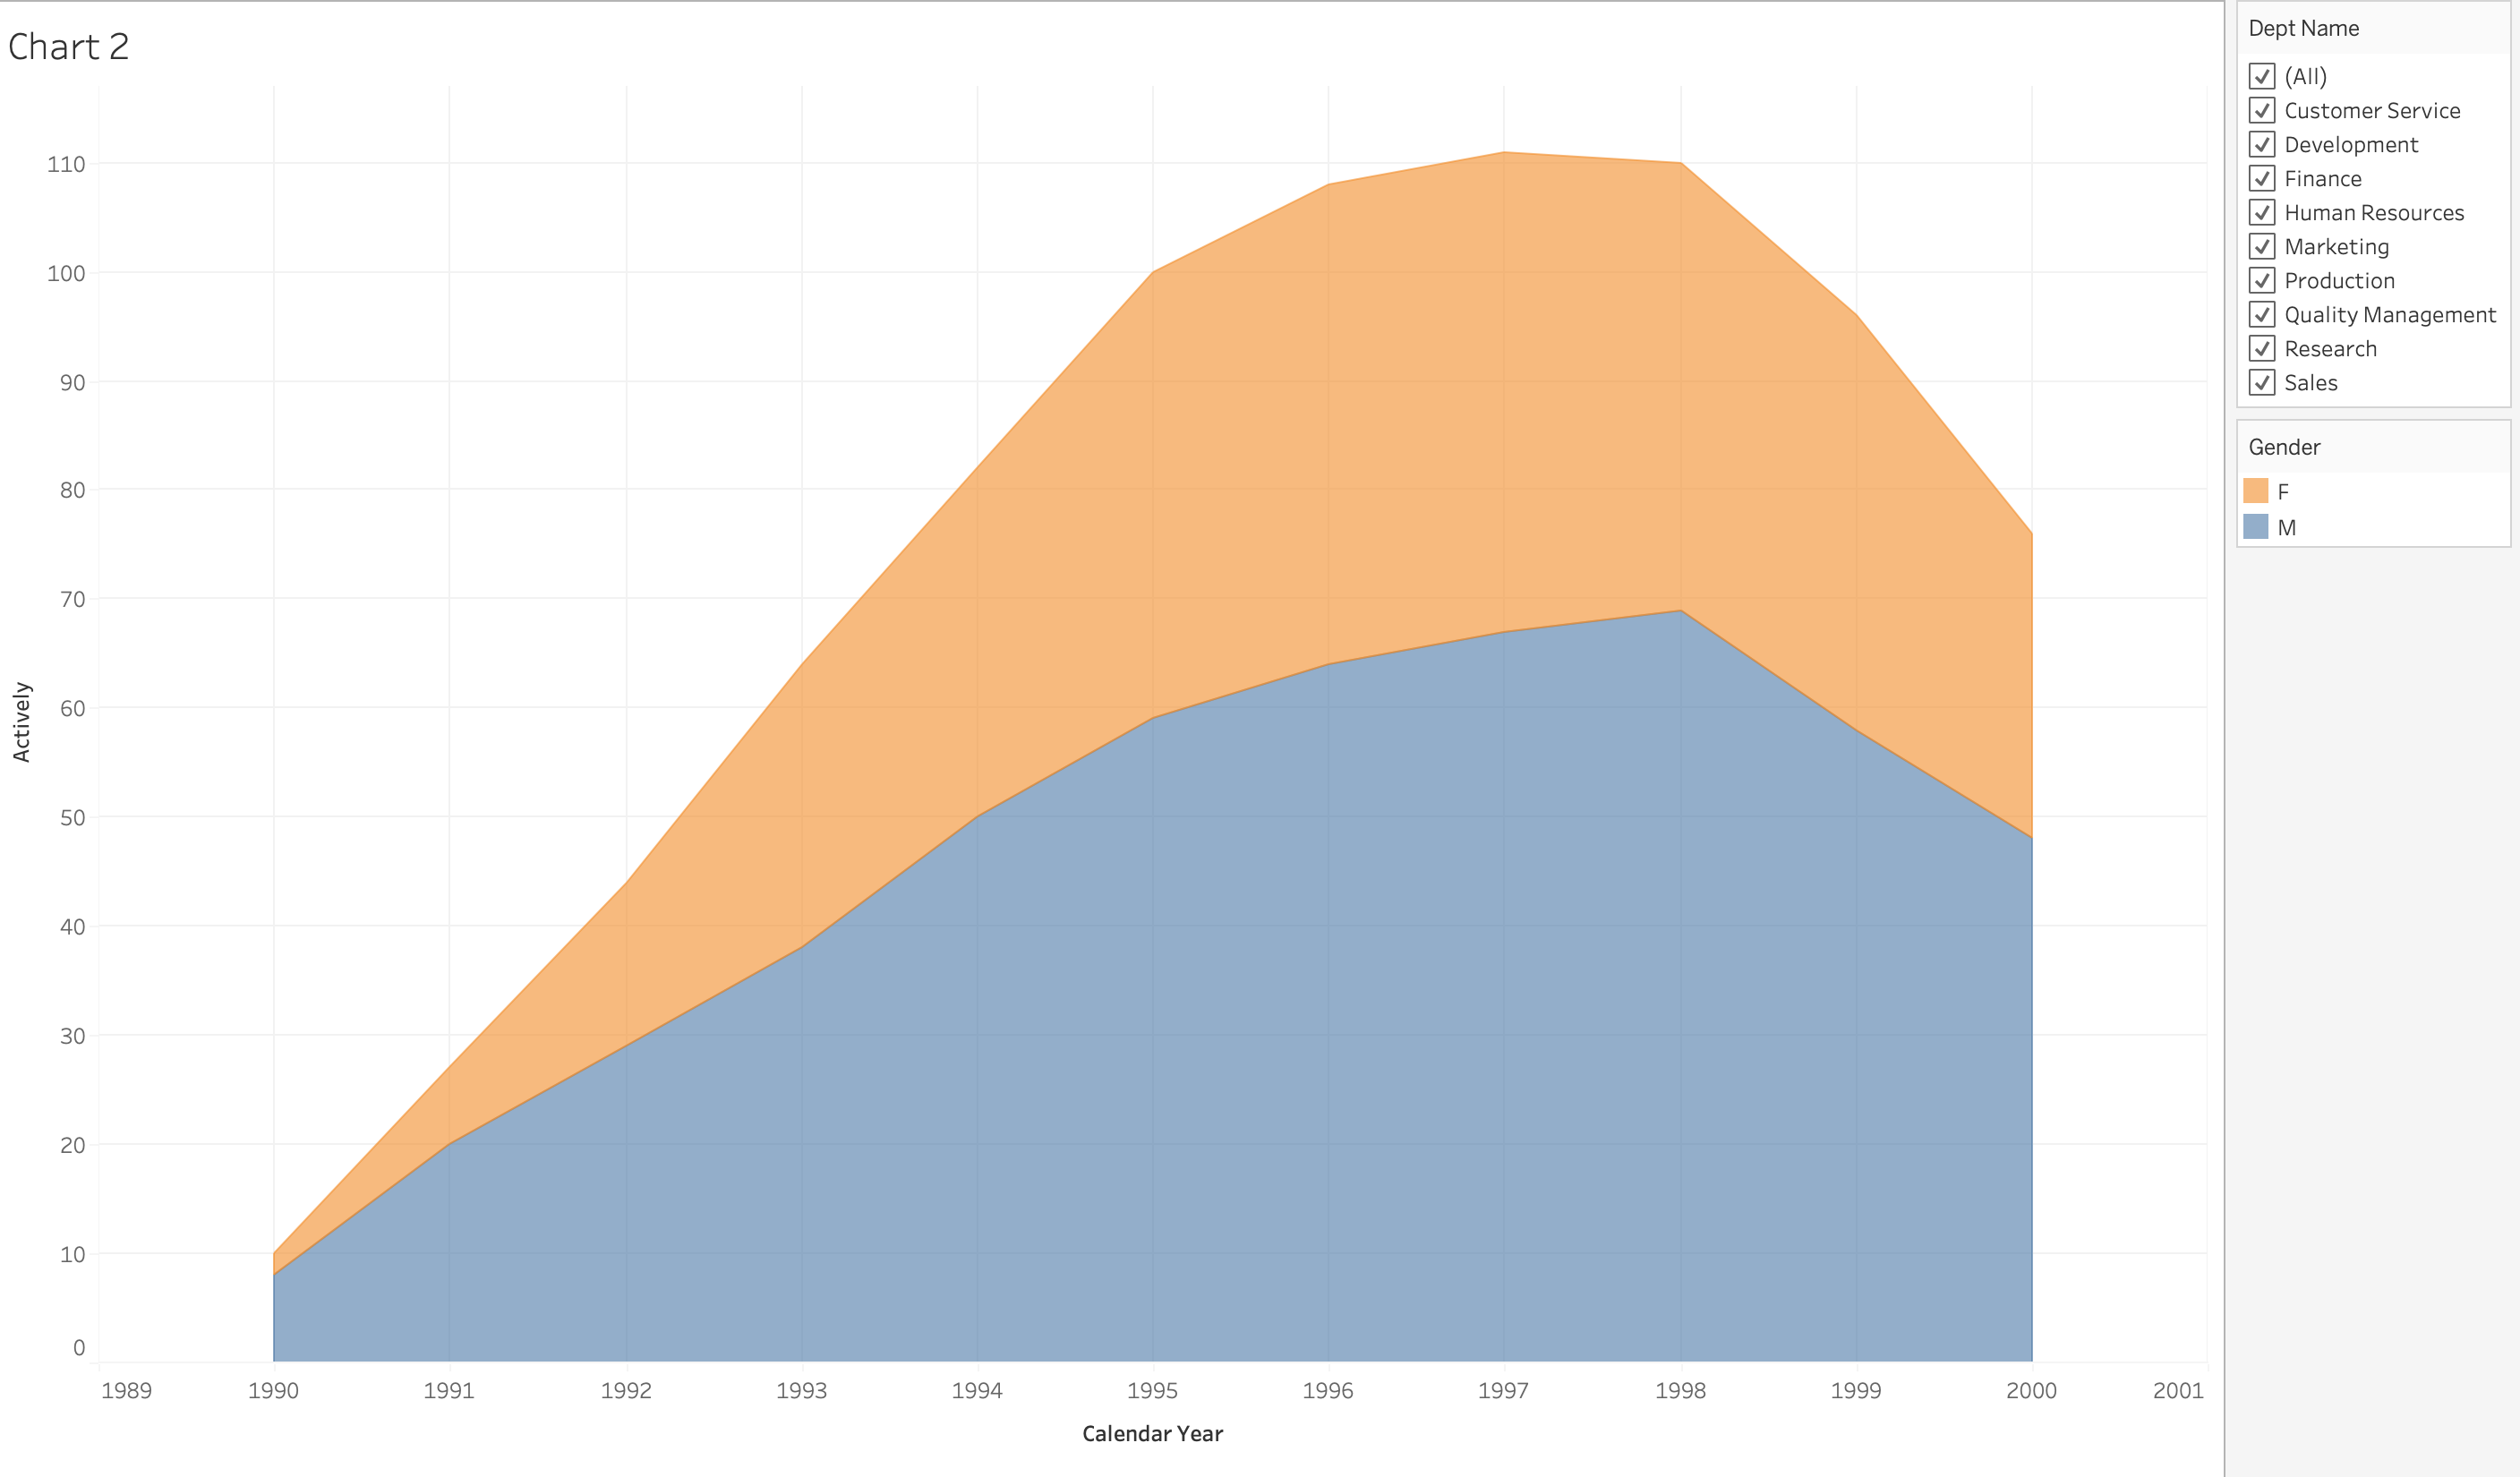 Chart 2
110
100
90
80
70
60
50
40
30
20
10
0
Actively
1989 1990 1991 1992 1993 1994 1995 1996 1997 1998 1999 2000 2001
Calendar Year
Dept Name
(All)
Customer Service
Development
Finance
Human Resources
Marketing
Production
Quality Management
Research
Sales
Gender
F
M